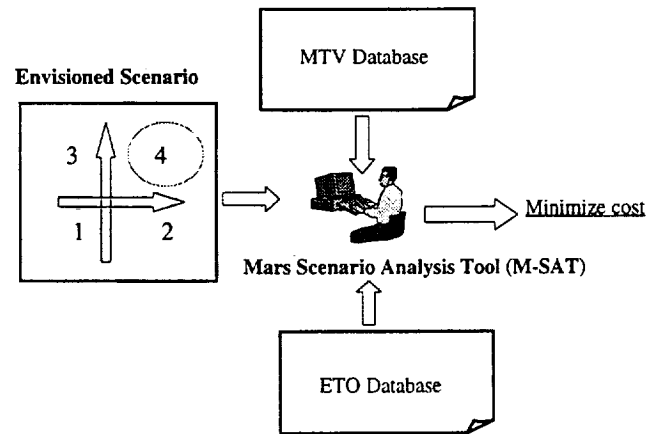 MTV Database
Envisioned Scenario
3 4
1 2
Minimize cost
Mars Scenario Analysis Tool (M-SAT)
ETO Database